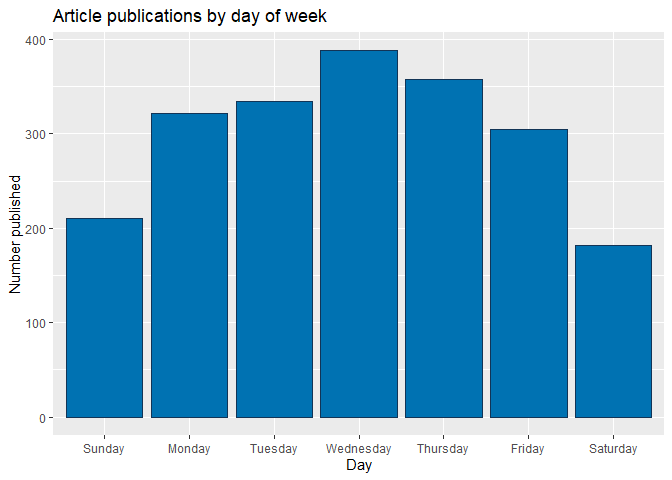 Article publications by day of week
400
300
200
100
0
Number published
Sunday Monday Tuesday Wednesday Thursday Friday Saturday
Day